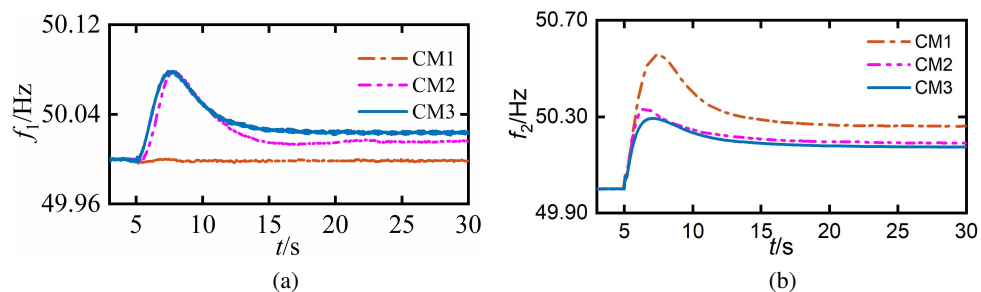 50.12
50.04
49.96
f₁/Hz
CM1
CM2
CM3
5 10 15 20 25 30
t/s
(a)
50.70
50.30
49.90
f₂/Hz
CM1
CM2
CM3
5 10 15 20 25 30
t/s
(b)